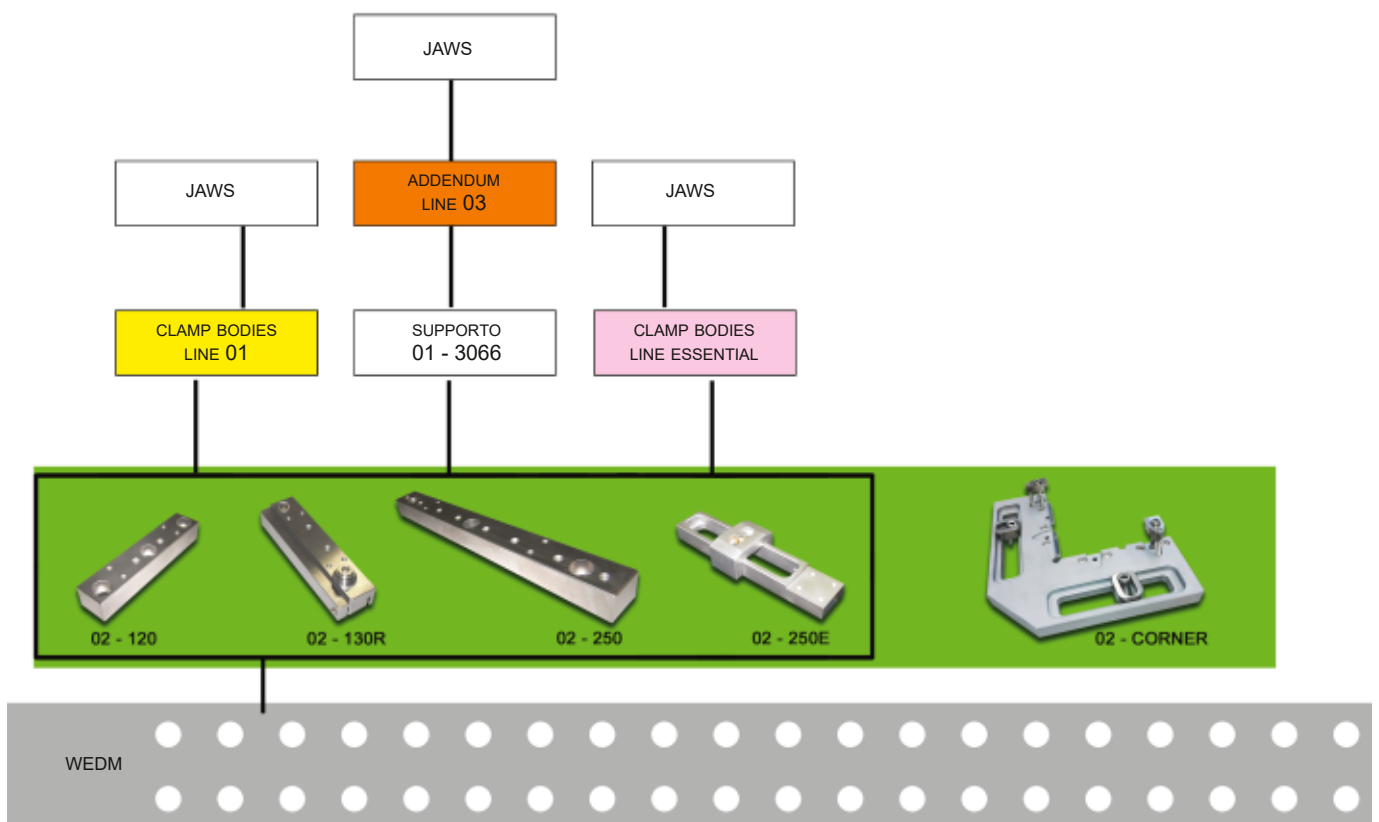 JAWS
JAWS
ADDENDUM
LINE 03
JAWS
CLAMP BODIES
LINE 01
SUPPORTO
01 - 3066
CLAMP BODIES
LINE ESSENTIAL
02 - 120
02 - 130R
02 - 250
02 - 250E
02 - CORNER
WEDM